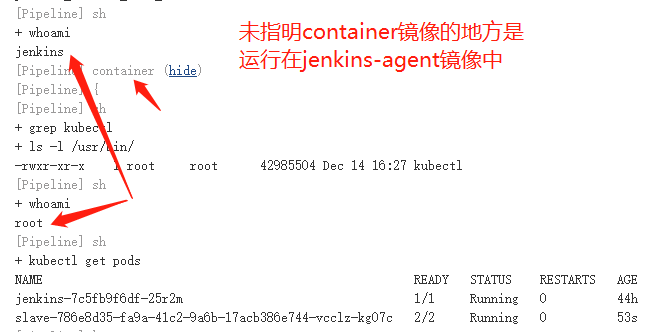 [Pipeline] sh
+ whoami
jenkins
[Pipeline] container (hide)
[Pipeline] {
[Pipeline] sh
+ grep kubectl
+ ls -l /usr/bin/
-rwxr-xr-x 1 root root 42985504 Dec 14 16:27 kubectl
[Pipeline] sh
+ whoami
root
[Pipeline] sh
+ kubectl get pods
NAME READY STATUS RESTARTS AGE
jenkins-7c5fb9f6df-25r2m 1/1 Running 0 44h
slave-786e8d35-fa9a-41c2-9a6b-17acb386e744-vcclz-kg07c 2/2 Running 0 53s
未指明container镜像的地方是
运行在jenkins-agent镜像中